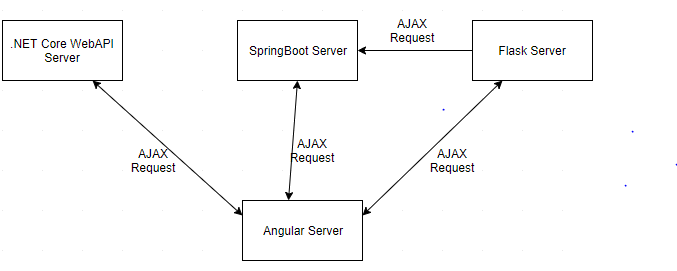 .NET Core WebAPI
Server
SpringBoot Server
AJAX
Request
Flask Server
AJAX
Request
AJAX
Request
AJAX
Request
Angular Server